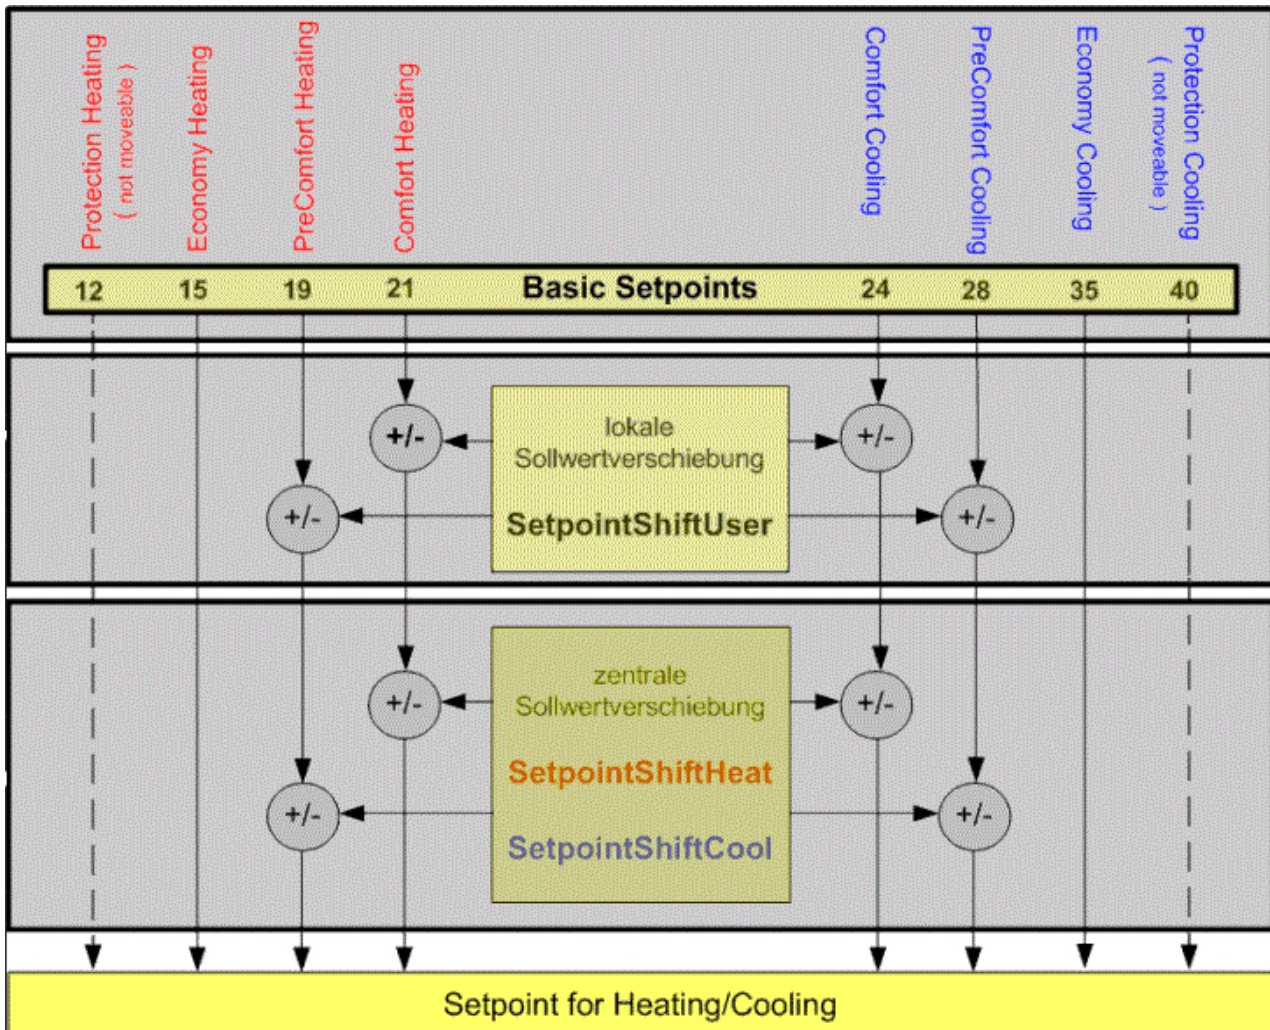 Protection Heating
( not moveable )
Economy Heating
PreComfort Heating
Comfort Heating
Comfort Cooling
PreComfort Cooling
Economy Cooling
Protection Cooling
( not moveable )
12 15 19 21 Basic Setpoints 24 28 35 40
+/-
lokale
Sollwertverschiebung
+/-
+/-
SetpointShiftUser
+/-
+/-
zentrale
Sollwertverschiebung
+/-
SetpointShiftHeat
+/-
+/-
SetpointShiftCool
Setpoint for Heating/Cooling